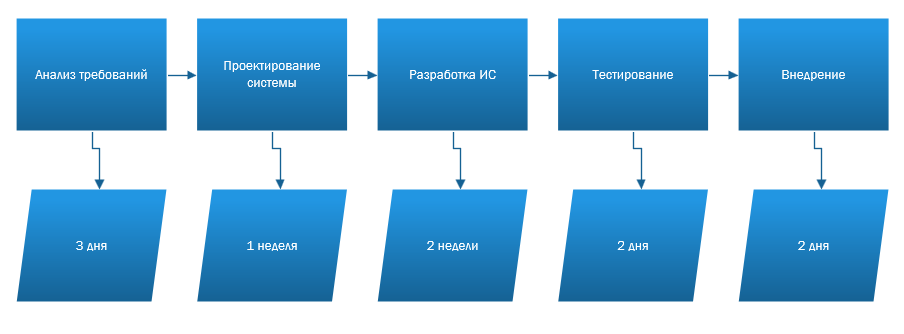 Анализ требований
Проектирование
системы
Разработка ИС
Тестирование
Внедрение
3 дня
1 неделя
2 недели
2 дня
2 дня